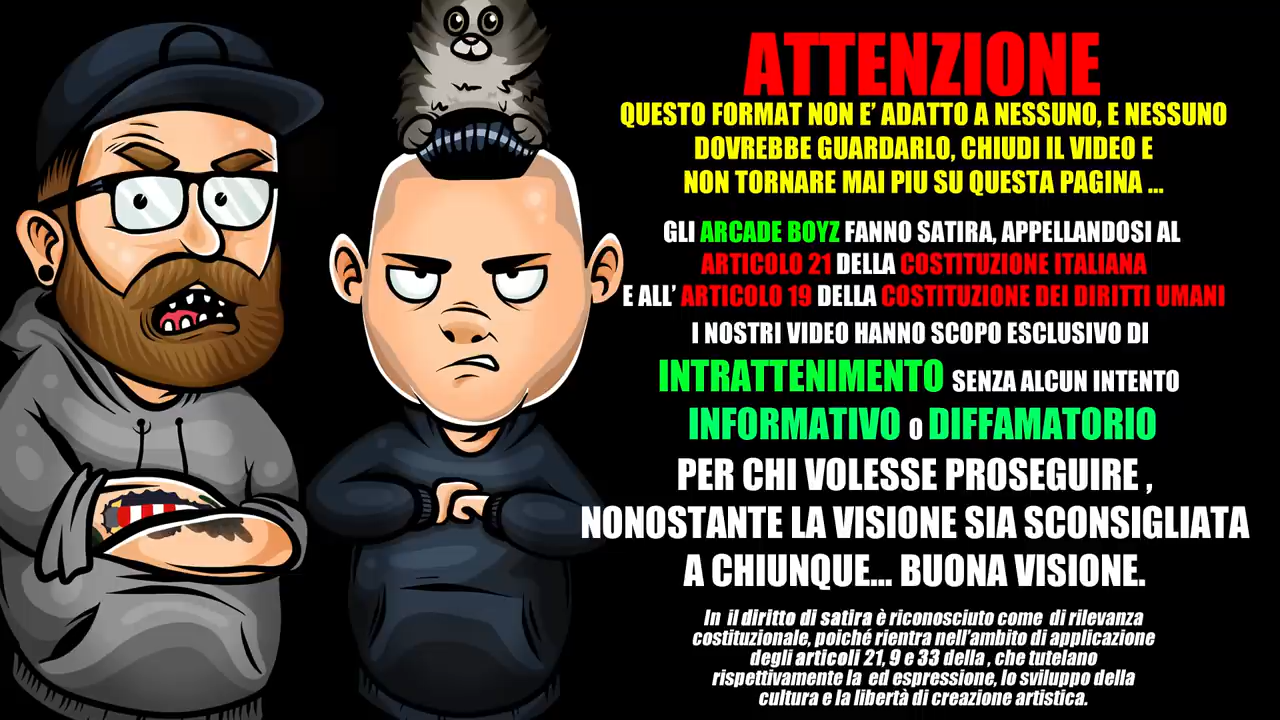 ATTENZIONE
QUESTO FORMAT NON E' ADATTO A NESSUNO, E NESSUNO
DOVREBBE GUARDARLO, CHIUDI IL VIDEO E
NON TORNARE MAI PIU SU QUESTA PAGINA ...
GLI ARCADE BOYZ FANNO SATIRA, APPELLANDOSI AL
ARTICOLO 21 DELLA COSTITUZIONE ITALIANA
E ALL' ARTICOLO 19 DELLA COSTITUZIONE DEI DIRITTI UMANI
I NOSTRI VIDEO HANNO SCOPO ESCLUSIVO DI
INTRATTENIMENTO SENZA ALCUN INTENTO
INFORMATIVO O DIFFAMATORIO
PER CHI VOLESSE PROSEGUIRE ,
NONOSTANTE LA VISIONE SIA SCONSIGLIATA
A CHIUNQUE... BUONA VISIONE.
In il diritto di satira è riconosciuto come di rilevanza
costituzionale, poiché rientra nell'ambito di applicazione
degli articoli 21, 9 e 33 della , che tutelano
rispettivamente la ed espressione, lo sviluppo della
cultura e la libertà di creazione artistica.